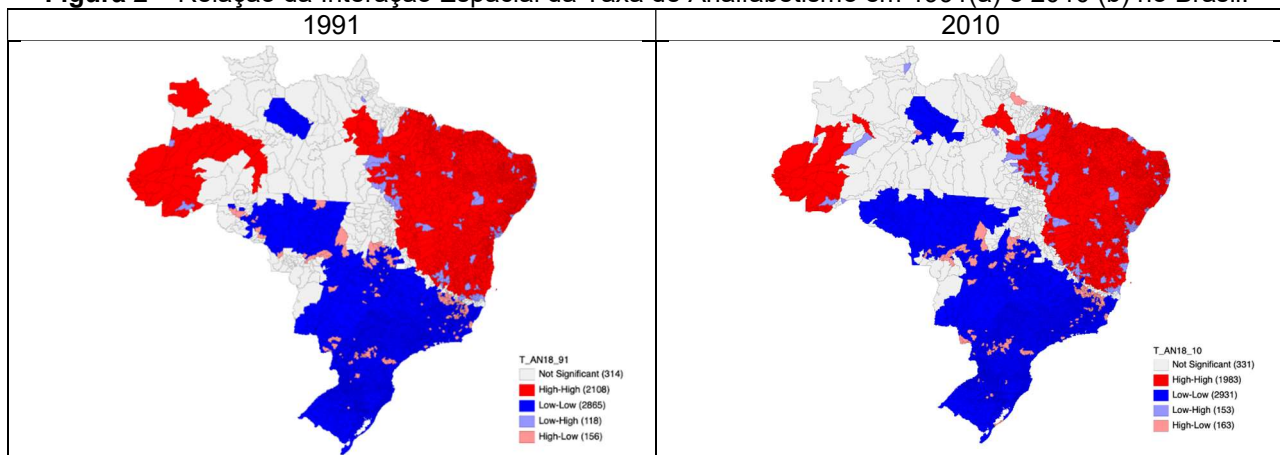 Figura 2 – Relação da Interação Espacial da Taxa de Analfabetismo em 1991(a) e 2010 (b) no Brasil.
1991
2010
T_AN18_91
Not Significant (314)
High-High (2108)
Low-Low (2865)
Low-High (118)
High-Low (156)
T_AN18_10
Not Significant (331)
High-High (1983)
Low-Low (2931)
Low-High (153)
High-Low (163)